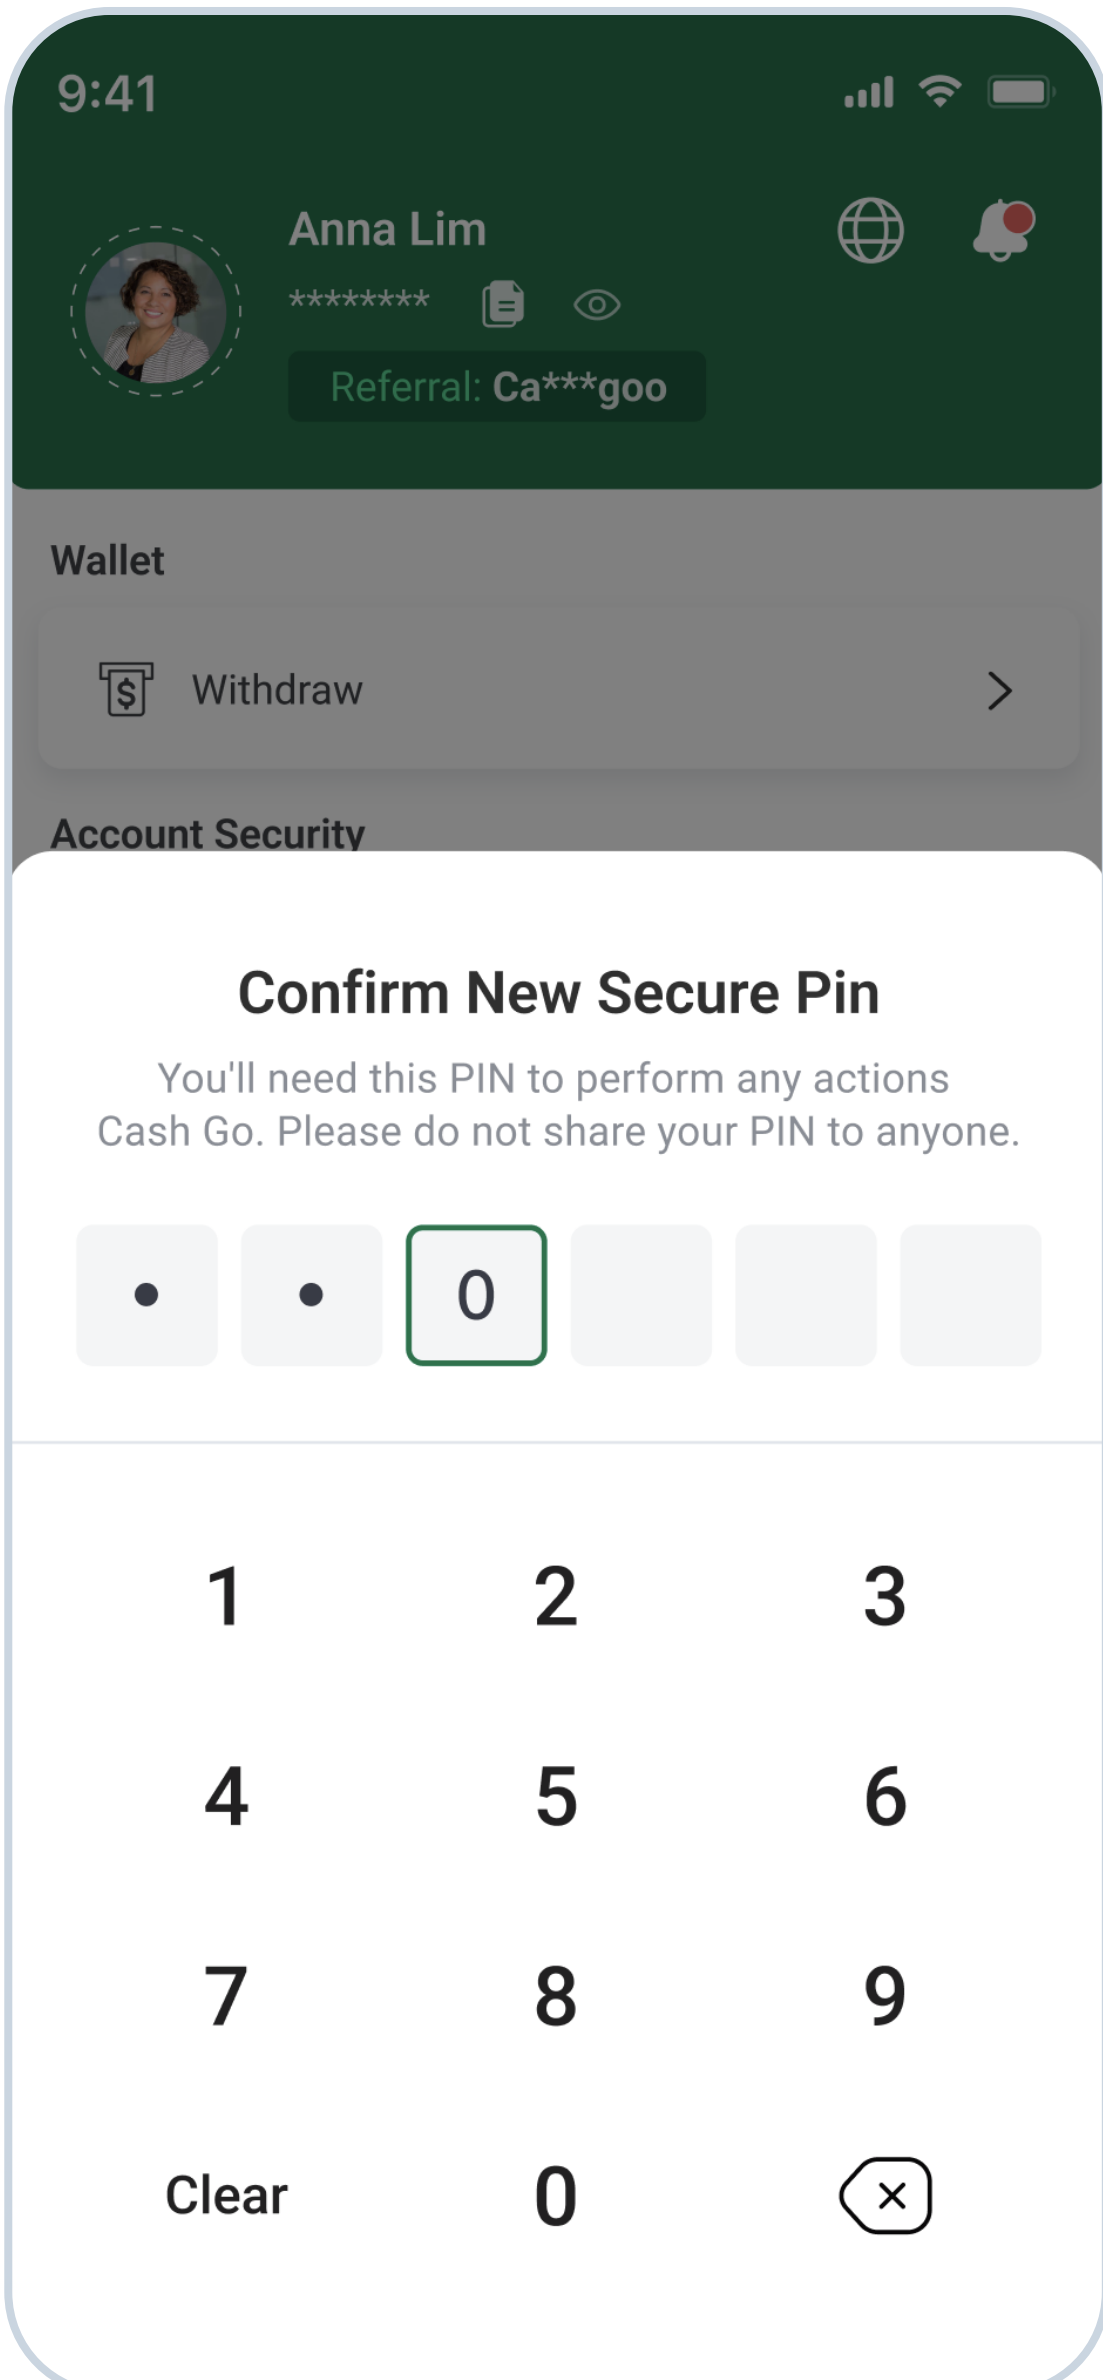 9:41
Anna Lim
********
Referral: Ca***goo
Wallet
Withdraw
Account Security
Confirm New Secure Pin
You'll need this PIN to perform any actions
Cash Go. Please do not share your PIN to anyone.
0
1 2 3
4 5 6
7 8 9
Clear 0